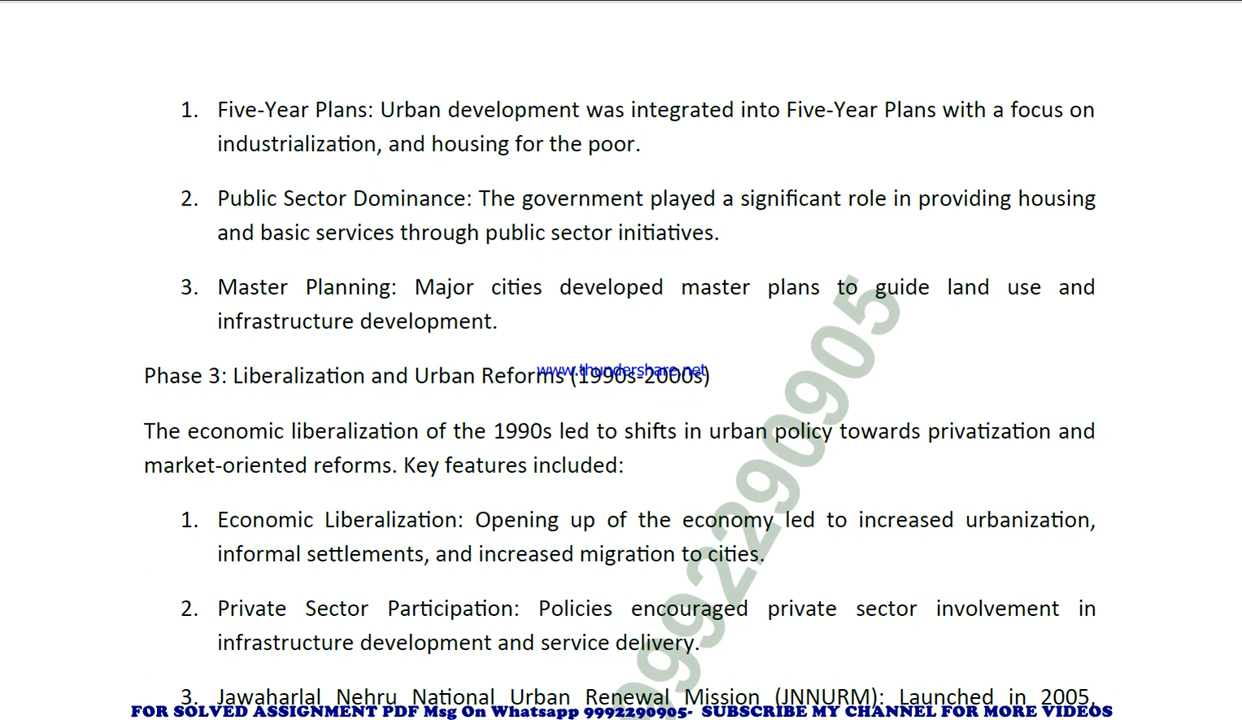 1. Five-Year Plans: Urban development was integrated into Five-Year Plans with a focus on
industrialization, and housing for the poor.
2. Public Sector Dominance: The government played a significant role in providing housing
and basic services through public sector initiatives.
3. Master Planning: Major cities developed master plans to guide land use and
infrastructure development.
Phase 3: Liberalization and Urban Reforms (1990s-2000s)
www.thundershare.net
The economic liberalization of the 1990s led to shifts in urban policy towards privatization and
market-oriented reforms. Key features included:
1. Economic Liberalization: Opening up of the economy led to increased urbanization,
informal settlements, and increased migration to cities.
2. Private Sector Participation: Policies encouraged private sector involvement in
infrastructure development and service delivery.
3. Jawaharlal Nehru National Urban Renewal Mission (JNNURM): Launched in 2005,
9992290905
FOR SOLVED ASSIGNMENT PDF Msg On Whatsapp 9992290905- SUBSCRIBE MY CHANNEL FOR MORE VIDEOS